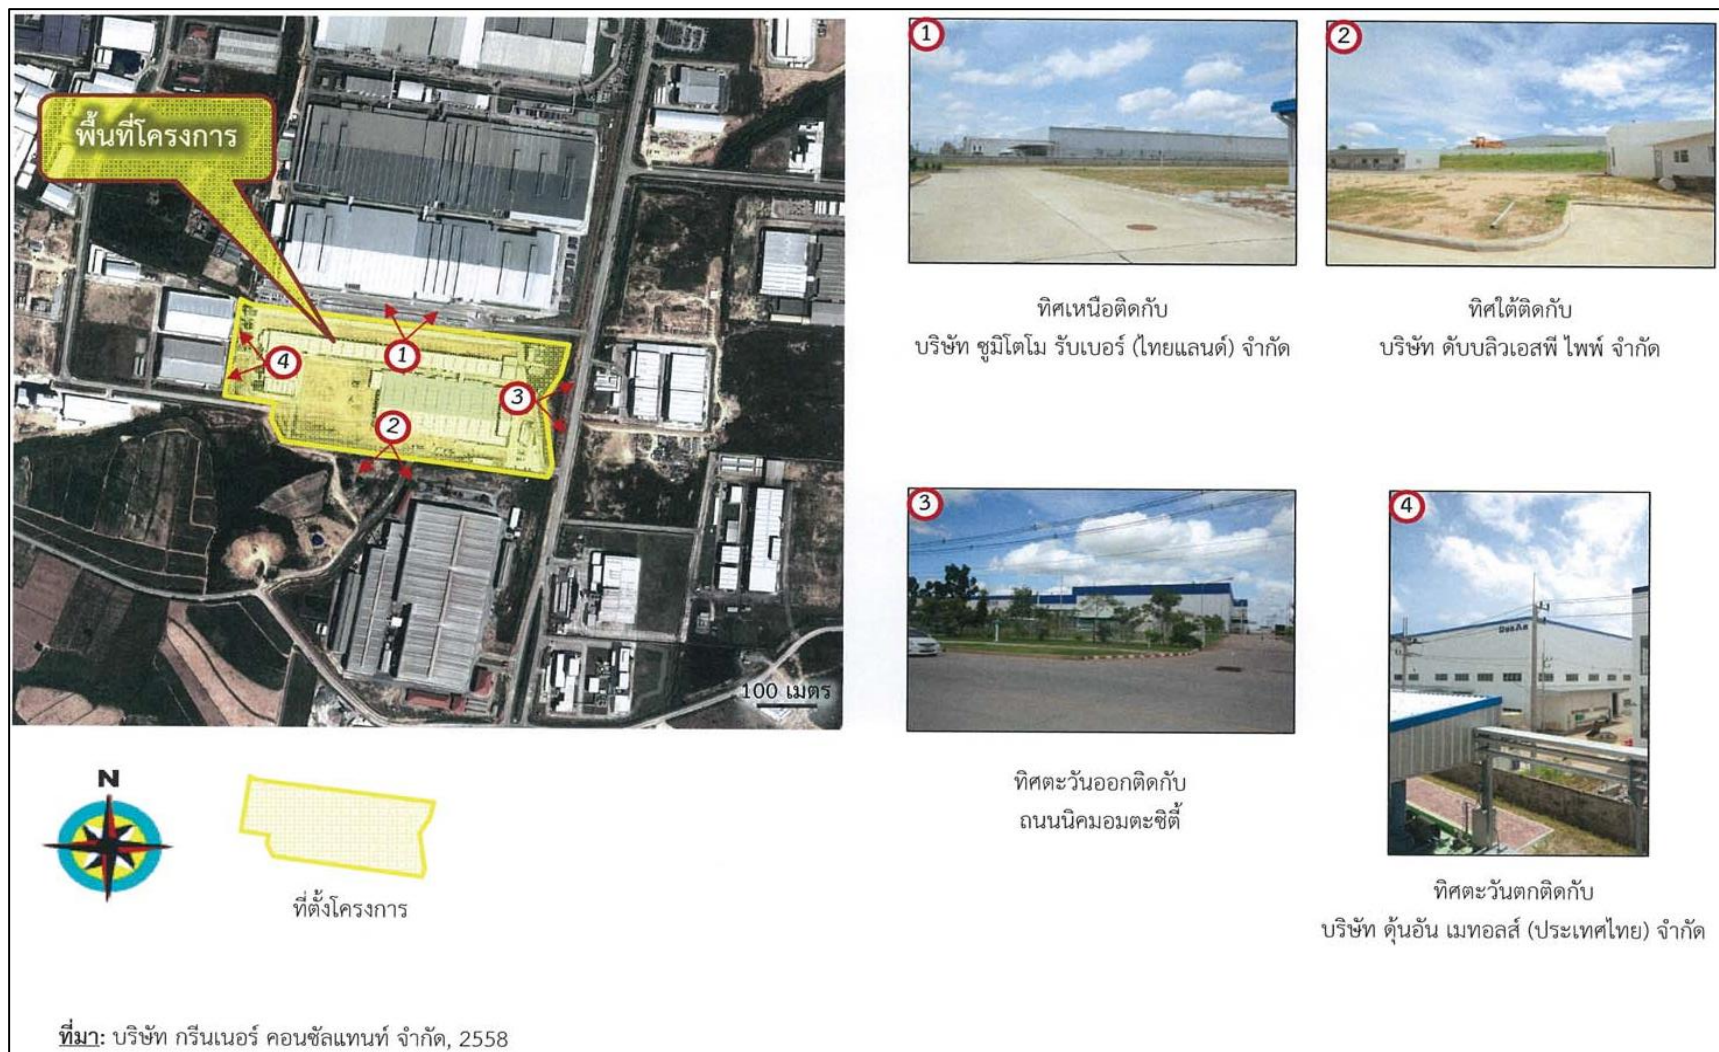 พื้นที่โครงการ
1
2
3
4
100 เมตร
N
ที่ตั้งโครงการ
1
ทิศเหนือติดกับ
บริษัท ซูมิโตโม รับเบอร์ (ไทยแลนด์) จำกัด
2
ทิศใต้ติดกับ
บริษัท ดับบลิวเอสพี ไพพ์ จำกัด
3
ทิศตะวันออกติดกับ
ถนนนิคมอมตะซิตี้
4
DunAn
ทิศตะวันตกติดกับ
บริษัท ดุ้นอัน เมทอลส์ (ประเทศไทย) จำกัด
ที่มา: บริษัท กรีนเนอร์ คอนซัลแทนท์ จำกัด, 2558